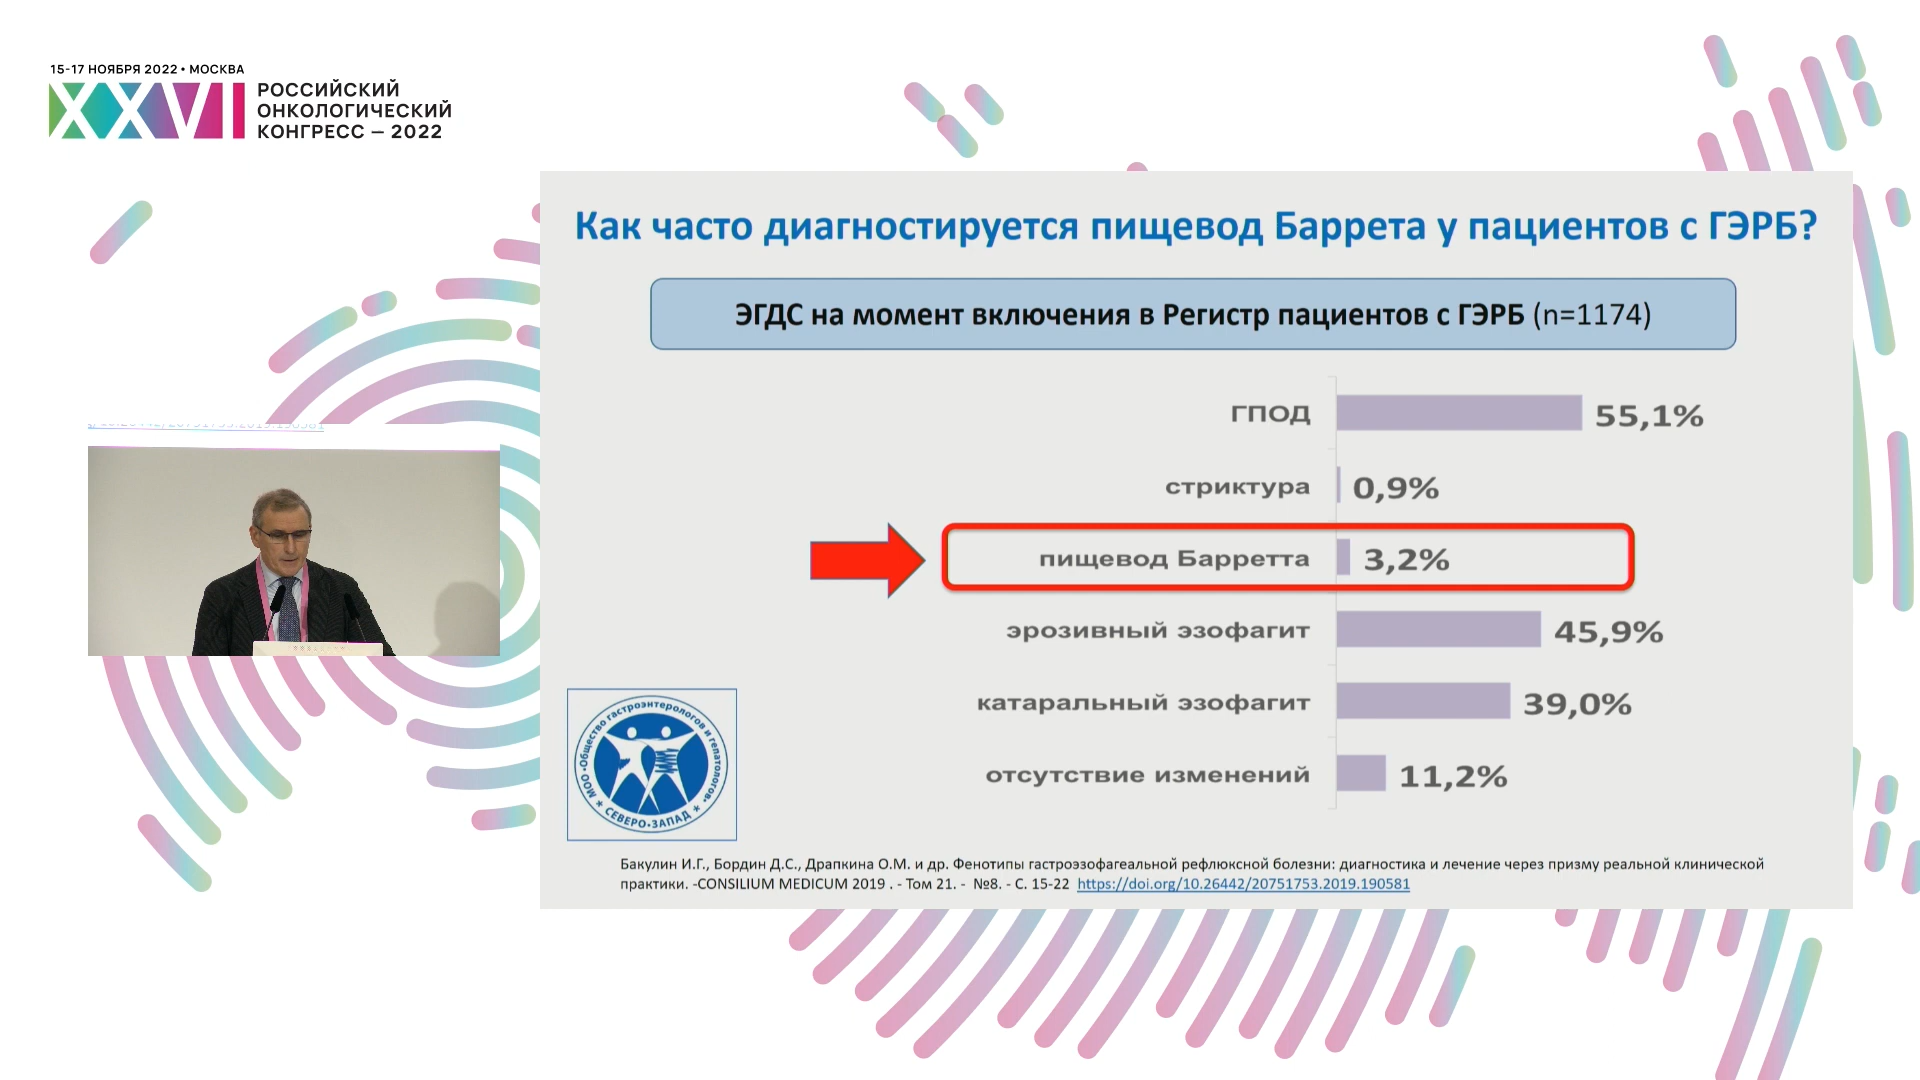 15-17 НОЯБРЯ 2022 • МОСКВА
XXVI
РОССИЙСКИЙ
ОНКОЛОГИЧЕСКИЙ
КОНГРЕСС – 2022
Как часто диагностируется пищевод Баррета у пациентов с ГЭРБ?
ЭГДС на момент включения в Регистр пациентов с ГЭРБ (n=1174)
ГПОД 55,1%
стриктура 0,9%
пищевод Барретта 3,2%
эрозивный эзофагит 45,9%
катаральный эзофагит 39,0%
отсутствие изменений 11,2%
МОО • Общество гастроэнтерологов и гепатологов •
СЕВЕРО-ЗАПАД
Бакулин И.Г., Бордин Д.С., Драпкина О.М. и др. Фенотипы гастроэзофагеальной рефлюксной болезни: диагностика и лечение через призму реальной клинической
практики. -CONSILIUM MEDICUM 2019 . - Том 21. - №8. - С. 15-22 https://doi.org/10.26442/20751753.2019.190581